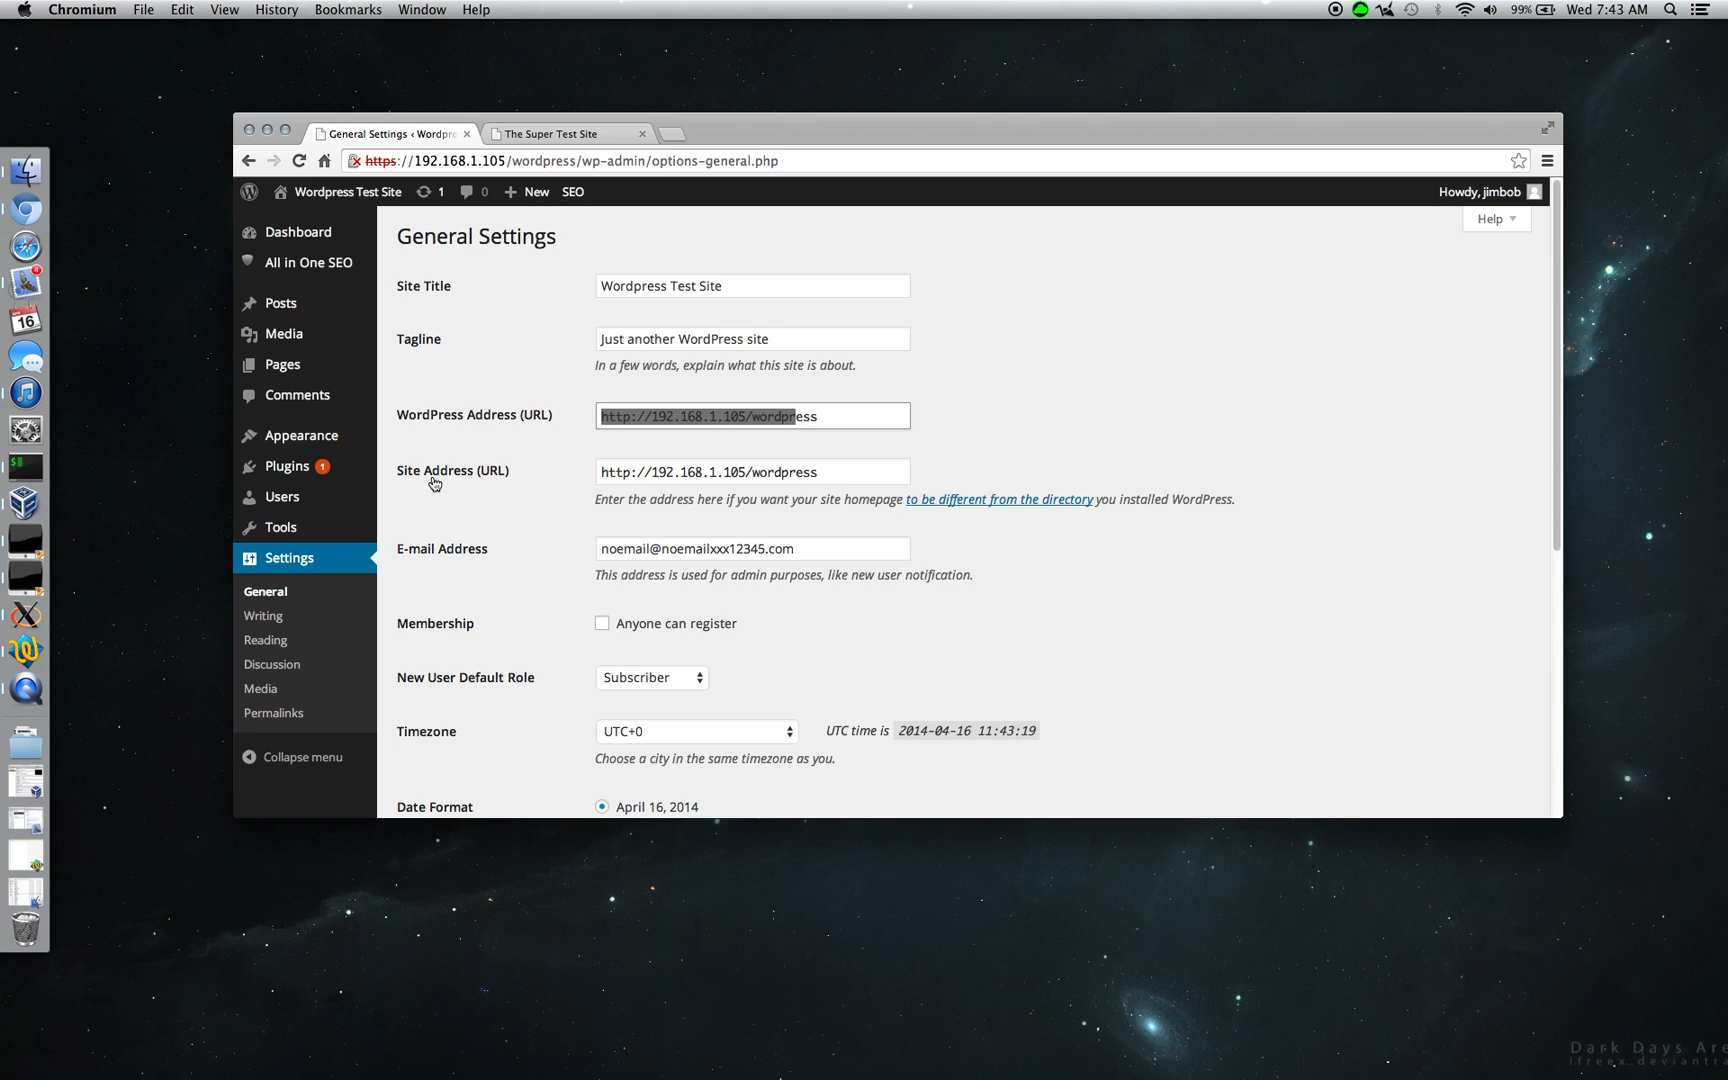 Chromium File Edit View History Bookmarks Window Help
99% Wed 7:43 AM
General Settings ‹ Wordpre
The Super Test Site
https://192.168.1.105/wordpress/wp-admin/options-general.php
Wordpress Test Site 1 0 New SEO
Howdy, jimbob
Help
Dashboard
All in One SEO
Posts
Media
Pages
Comments
Appearance
Plugins 1
Users
Tools
Settings
General
Writing
Reading
Discussion
Media
Permalinks
Collapse menu
General Settings
Site Title
Wordpress Test Site
Tagline
Just another WordPress site
In a few words, explain what this site is about.
WordPress Address (URL)
http://192.168.1.105/wordpress
Site Address (URL)
http://192.168.1.105/wordpress
Enter the address here if you want your site homepage to be different from the directory you installed WordPress.
E-mail Address
noemail@noemailxxx12345.com
This address is used for admin purposes, like new user notification.
Membership
Anyone can register
New User Default Role
Subscriber
Timezone
UTC+0
UTC time is 2014-04-16 11:43:19
Choose a city in the same timezone as you.
Date Format
April 16, 2014
4
16
Dark Days Are
ifreex.deviantra